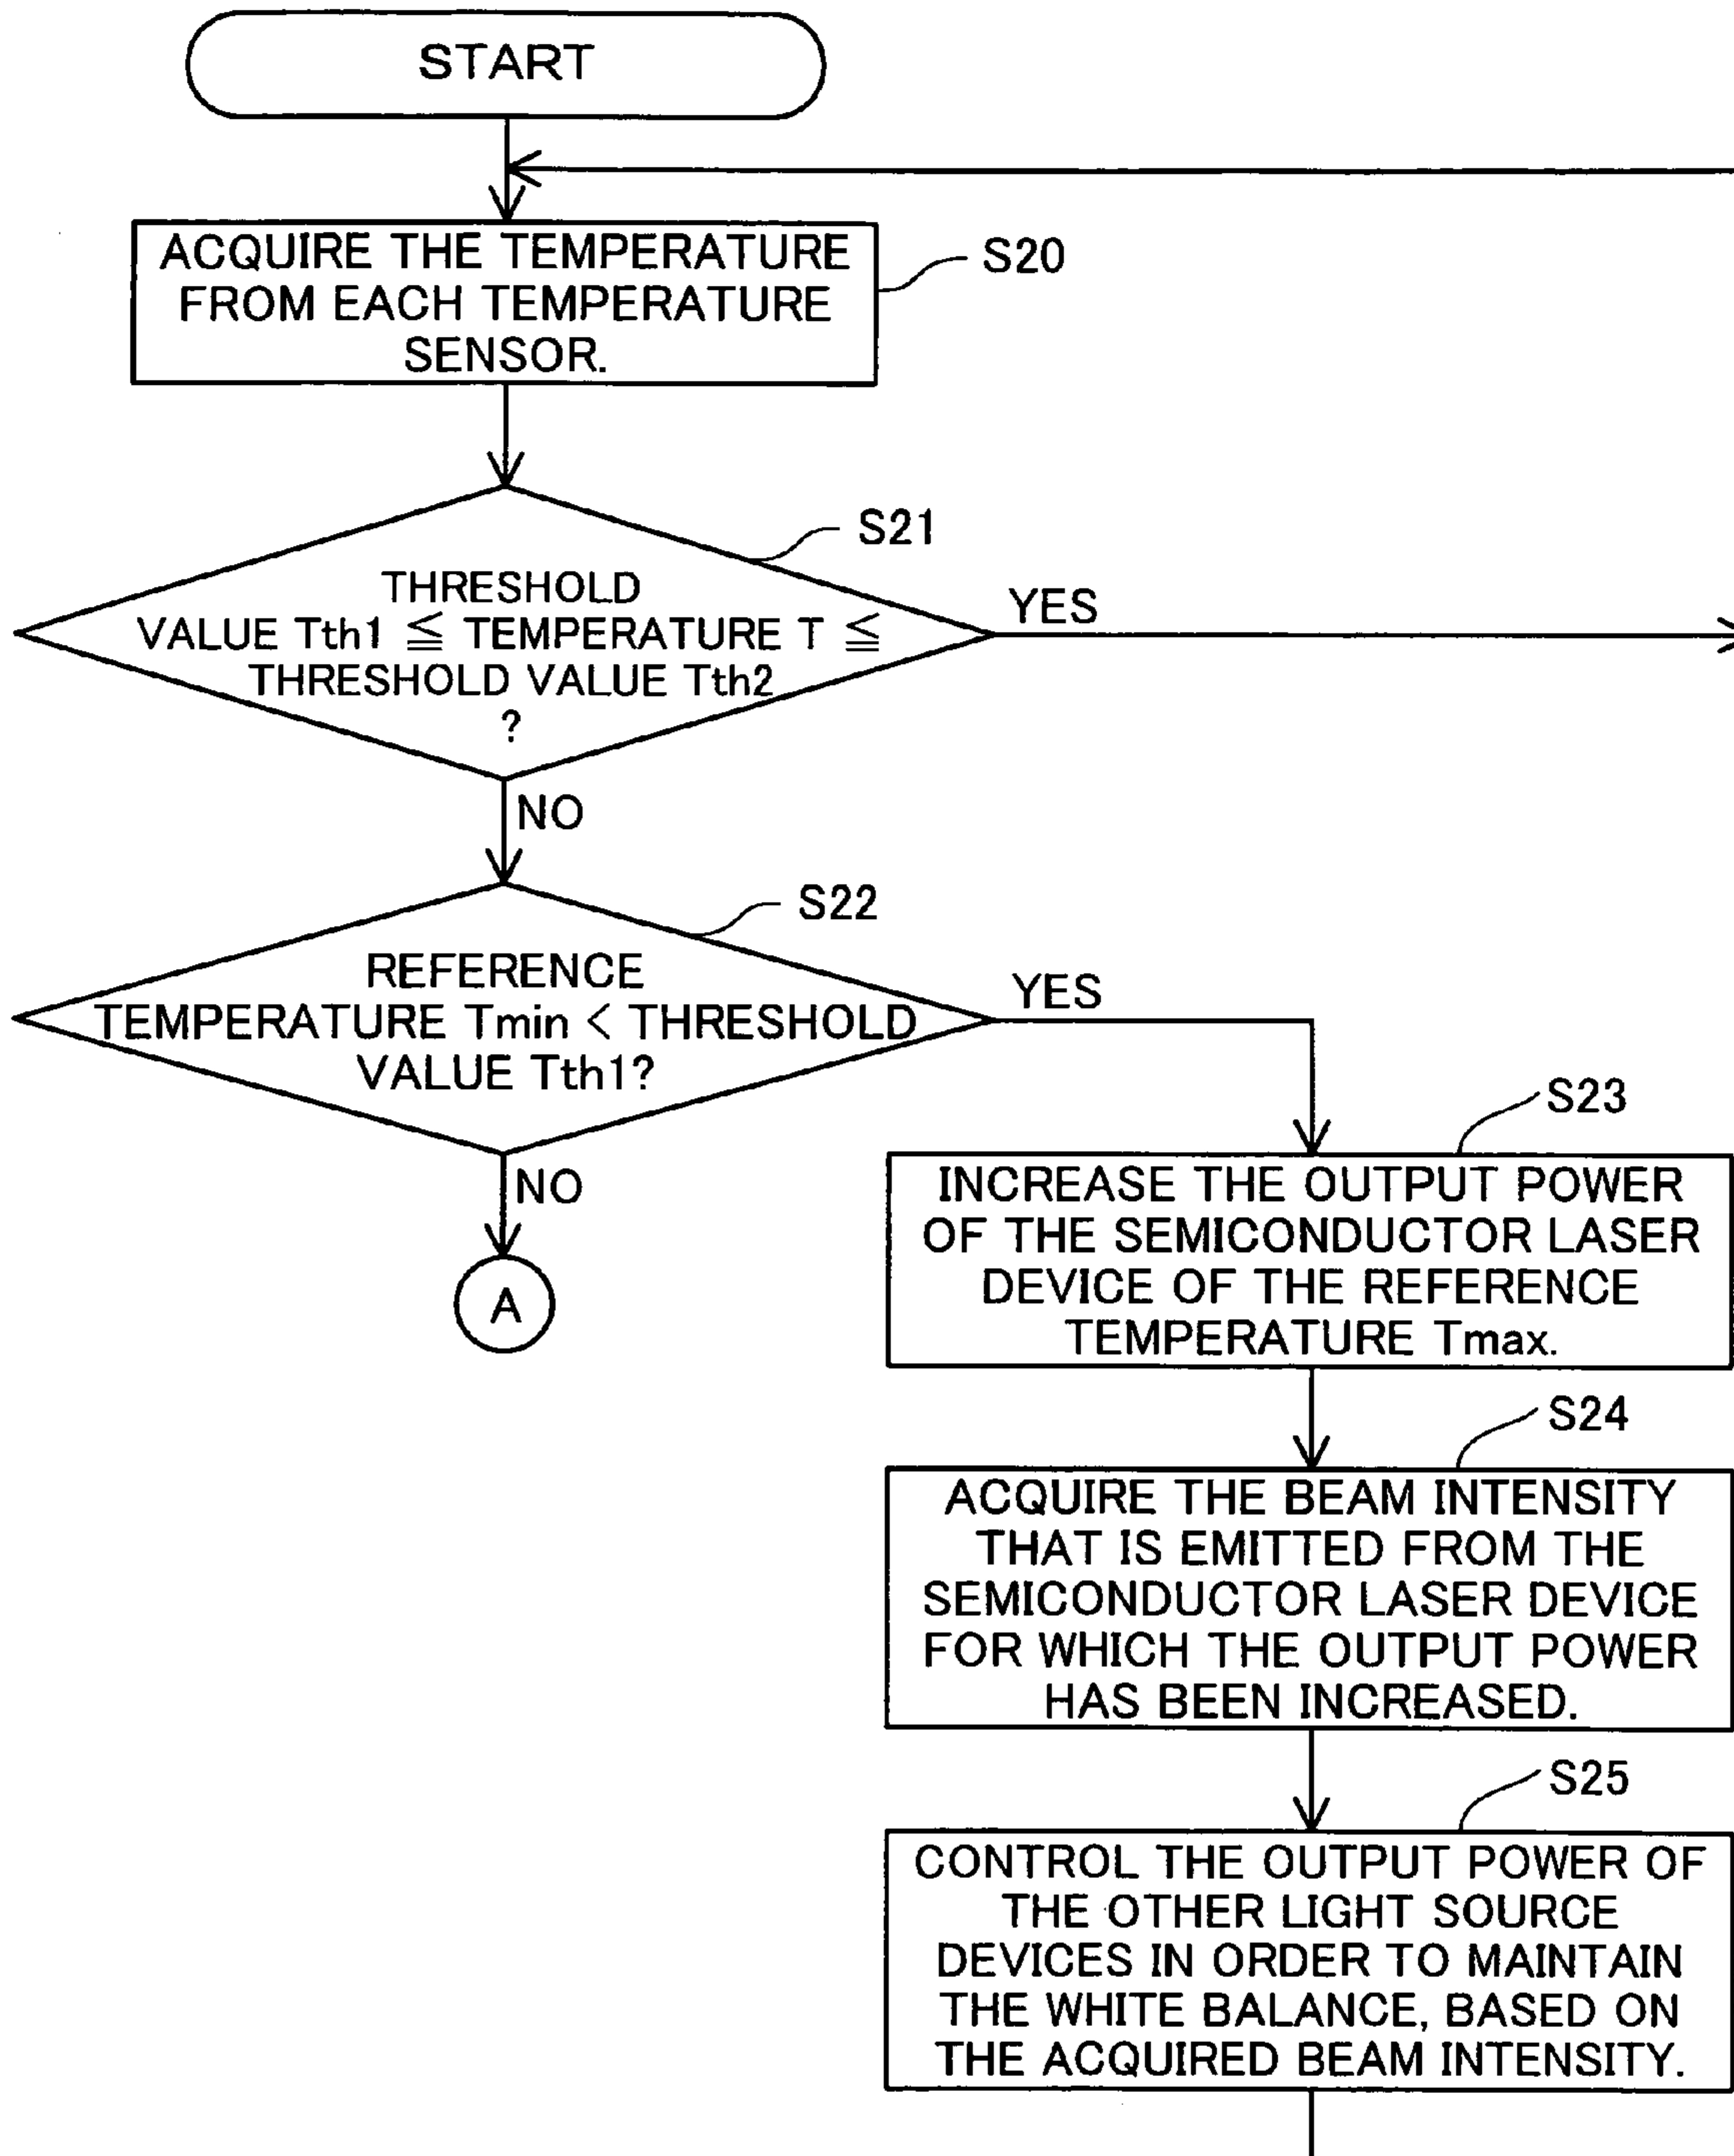 START
ACQUIRE THE TEMPERATURE
FROM EACH TEMPERATURE
SENSOR.
S20
S21
THRESHOLD
VALUE Tth1 ≦ TEMPERATURE T ≦
THRESHOLD VALUE Tth2
?
YES
NO
S22
REFERENCE
TEMPERATURE Tmin < THRESHOLD
VALUE Tth1?
YES
NO
A
S23
INCREASE THE OUTPUT POWER
OF THE SEMICONDUCTOR LASER
DEVICE OF THE REFERENCE
TEMPERATURE Tmax.
S24
ACQUIRE THE BEAM INTENSITY
THAT IS EMITTED FROM THE
SEMICONDUCTOR LASER DEVICE
FOR WHICH THE OUTPUT POWER
HAS BEEN INCREASED.
S25
CONTROL THE OUTPUT POWER OF
THE OTHER LIGHT SOURCE
DEVICES IN ORDER TO MAINTAIN
THE WHITE BALANCE, BASED ON
THE ACQUIRED BEAM INTENSITY.